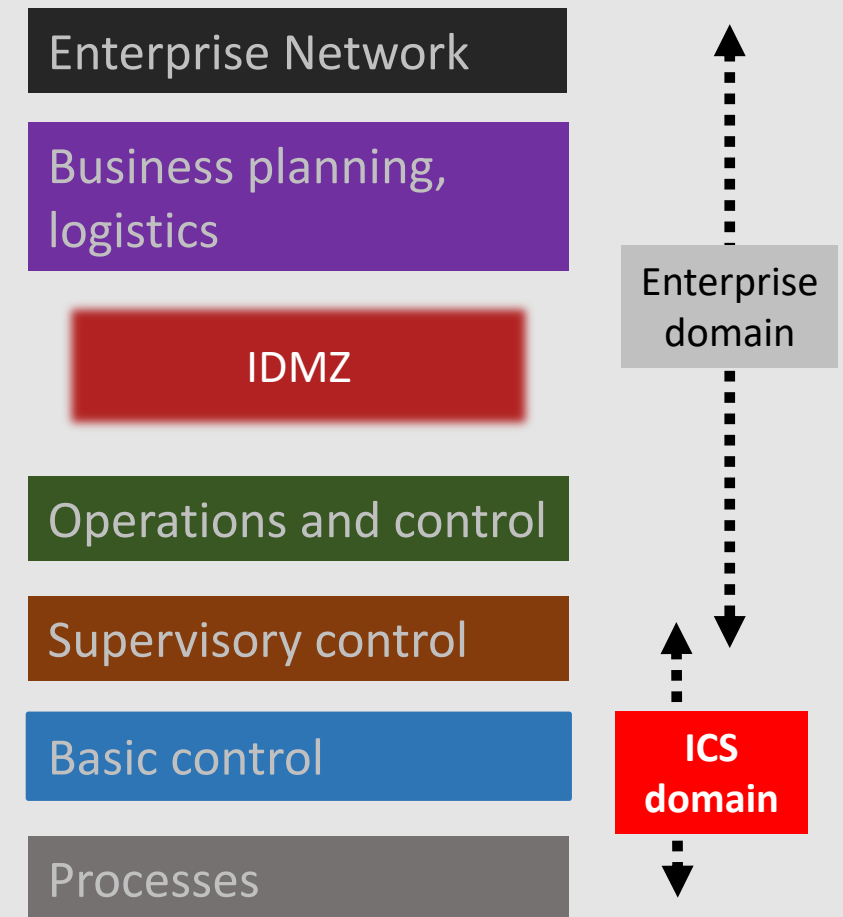 Enterprise Network
Business planning,
logistics
Enterprise
domain
IDMZ
Operations and control
Supervisory control
Basic control
ICS
domain
Processes